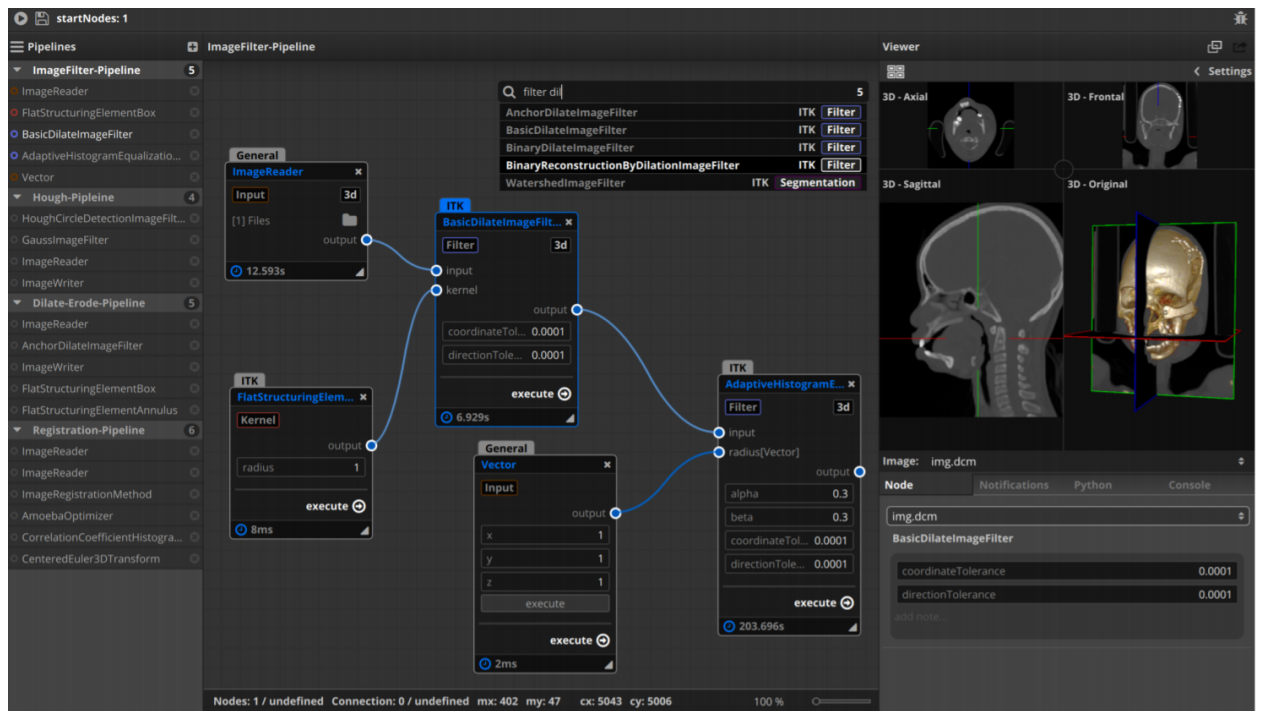 startNodes: 1
Pipelines
ImageFilter-Pipeline 5
ImageReader
FlatStructuringElementBox
BasicDilateImageFilter
AdaptiveHistogramEqualizatio...
Vector
Hough-Pipleine 4
HoughCircleDetectionImageFilt...
GaussImageFilter
ImageReader
ImageWriter
Dilate-Erode-Pipeline 5
ImageReader
AnchorDilateImageFilter
ImageWriter
FlatStructuringElementBox
FlatStructuringElementAnnulus
Registration-Pipeline 6
ImageReader
ImageReader
ImageRegistrationMethod
AmoebaOptimizer
CorrelationCoefficientHistogra...
CenteredEuler3DTransform
ImageFilter-Pipeline
filter dil 5
AnchorDilateImageFilter ITK Filter
BasicDilateImageFilter ITK Filter
BinaryDilateImageFilter ITK Filter
BinaryReconstructionByDilationImageFilter ITK Filter
WatershedImageFilter ITK Segmentation
General
ImageReader
Input 3d
[1] Files
output
12.593s
ITK
BasicDilateImageFilt...
Filter 3d
input
kernel
output
coordinateTol... 0.0001
directionTole... 0.0001
execute
6.929s
ITK
FlatStructuringElem...
Kernel
output
radius 1
execute
8ms
General
Vector
Input
output
x 1
y 1
z 1
execute
execute
2ms
ITK
AdaptiveHistogramE...
Filter 3d
input
radius[Vector]
output
alpha 0.3
beta 0.3
coordinateTol... 0.0001
directionTole... 0.0001
execute
203.696s
Nodes: 1 / undefined Connection: 0 / undefined mx: 402 my: 47 cx: 5043 cy: 5006 100 %
Viewer
Settings
3D - Axial
3D - Frontal
3D - Sagittal
3D - Original
Image: img.dcm
Node Notifications Python Console
img.dcm
BasicDilateImageFilter
coordinateTolerance 0.0001
directionTolerance 0.0001
add note...